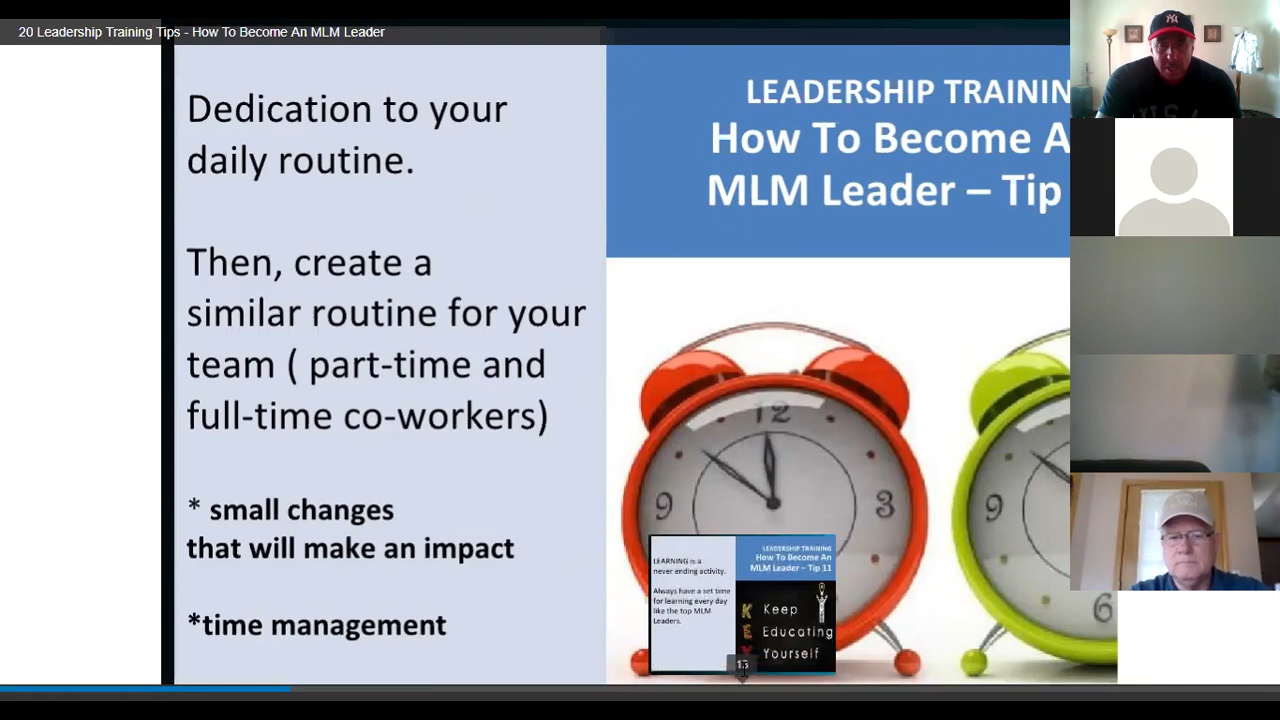 20 Leadership Training Tips - How To Become An MLM Leader
Dedication to your
daily routine.
Then, create a
similar routine for your
team ( part-time and
full-time co-workers)
* small changes
that will make an impact
*time management
LEADERSHIP TRAININ
How To Become A
MLM Leader – Tip
12
3
9
9
6
LEARNING is a
never ending activity.
Always have a set time
for learning every day
like the top MLM
Leaders.
LEADERSHIP TRAINING
How To Become An
MLM Leader – Tip 11
Keep
Educating
Yourself